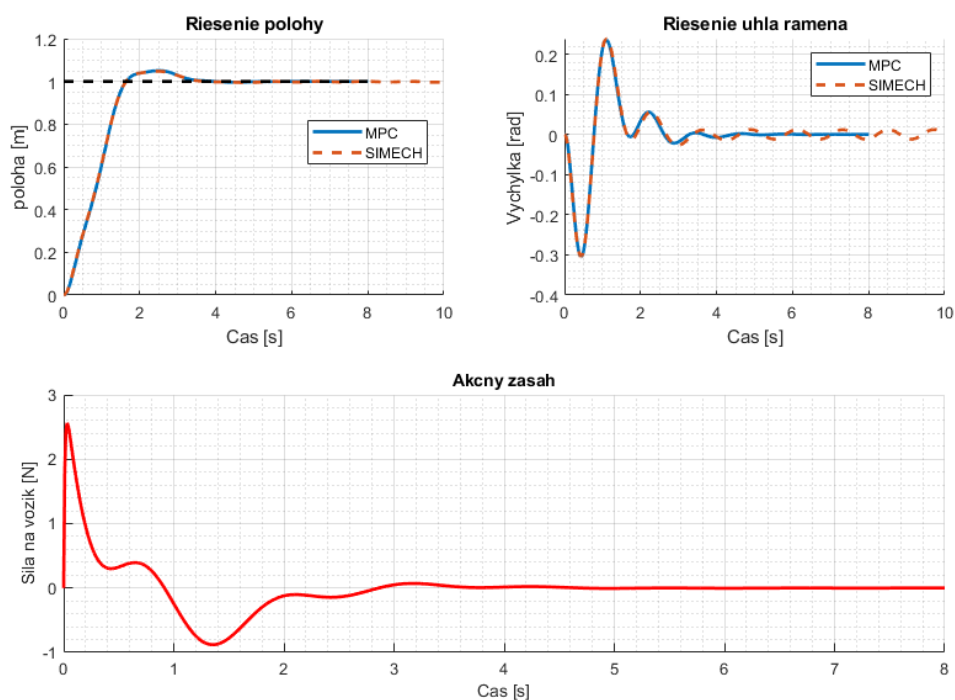 Riesenie polohy
poloha [m]
1.2
1
0.8
0.6
0.4
0.2
0
MPC
SIMECH
0 2 4 6 8 10
Cas [s]
Riesenie uhla ramena
Vychylka [rad]
0.2
0.1
0
-0.1
-0.2
-0.3
-0.4
MPC
SIMECH
0 2 4 6 8 10
Cas [s]
Akcny zasah
Sila na vozik [N]
3
2
1
0
-1
0 1 2 3 4 5 6 7 8
Cas [s]